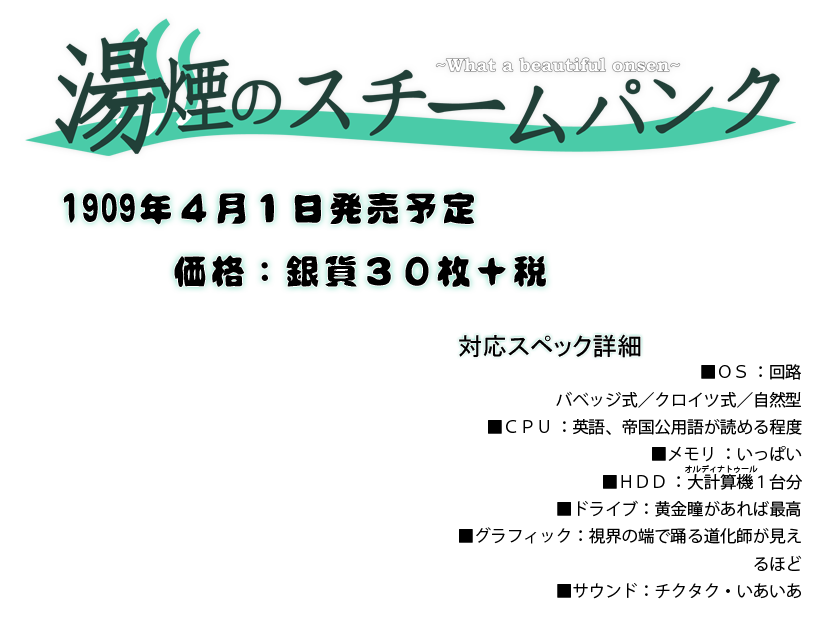 ~What a beautiful onsen~
湯煙のスチームパンク
1909年４月１日発売予定
価格：銀貨３０枚＋税
対応スペック詳細
■ＯＳ：回路
バベッジ式／クロイツ式／自然型
■ＣＰＵ：英語、帝国公用語が読める程度
■メモリ：いっぱい
オルディナトゥール
■ＨＤＤ：大計算機１台分
■ドライブ：黄金瞳があれば最高
■グラフィック：視界の端で踊る道化師が見え
るほど
■サウンド：チクタク・いあいあ